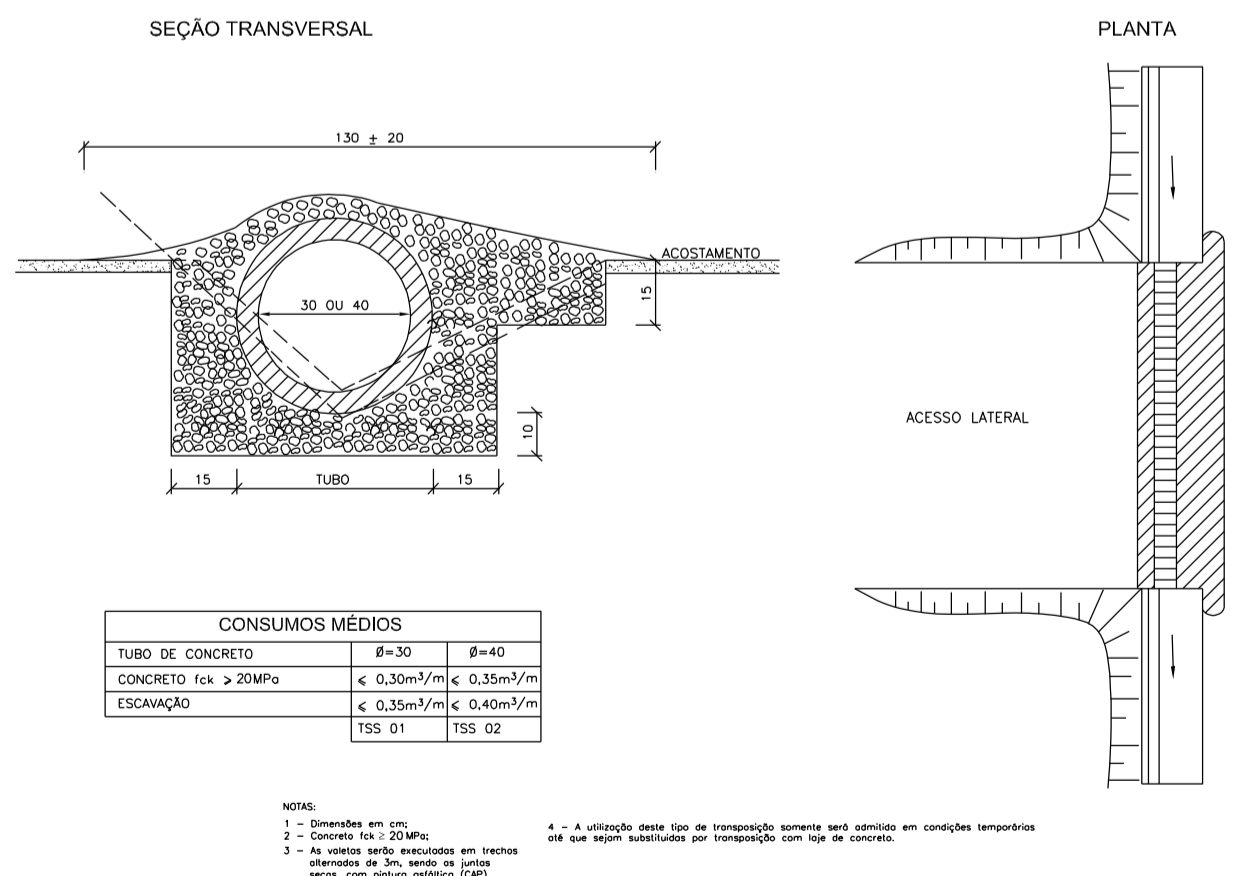 SEÇÃO TRANSVERSAL
PLANTA
130 ± 20
ACOSTAMENTO
30 OU 40
15
10
15
TUBO
15
ACESSO LATERAL
CONSUMOS MÉDIOS
TUBO DE CONCRETO Ø=30 Ø=40
CONCRETO fck > 20MPa ⩽ 0,30m³/m ⩽ 0,35m³/m
ESCAVAÇÃO ⩽ 0,35m³/m ⩽ 0,40m³/m
TSS 01 TSS 02
NOTAS:
1 – Dimensões em cm;
2 – Concreto fck ≥ 20 MPa;
3 – As valetas serão executadas em trechos
alternados de 3m, sendo as juntas
secas, com pintura asfáltica (CAP)
4 – A utilização deste tipo de transposição somente será admitida em condições temporárias
até que sejam substituidas por transposição com laje de concreto.